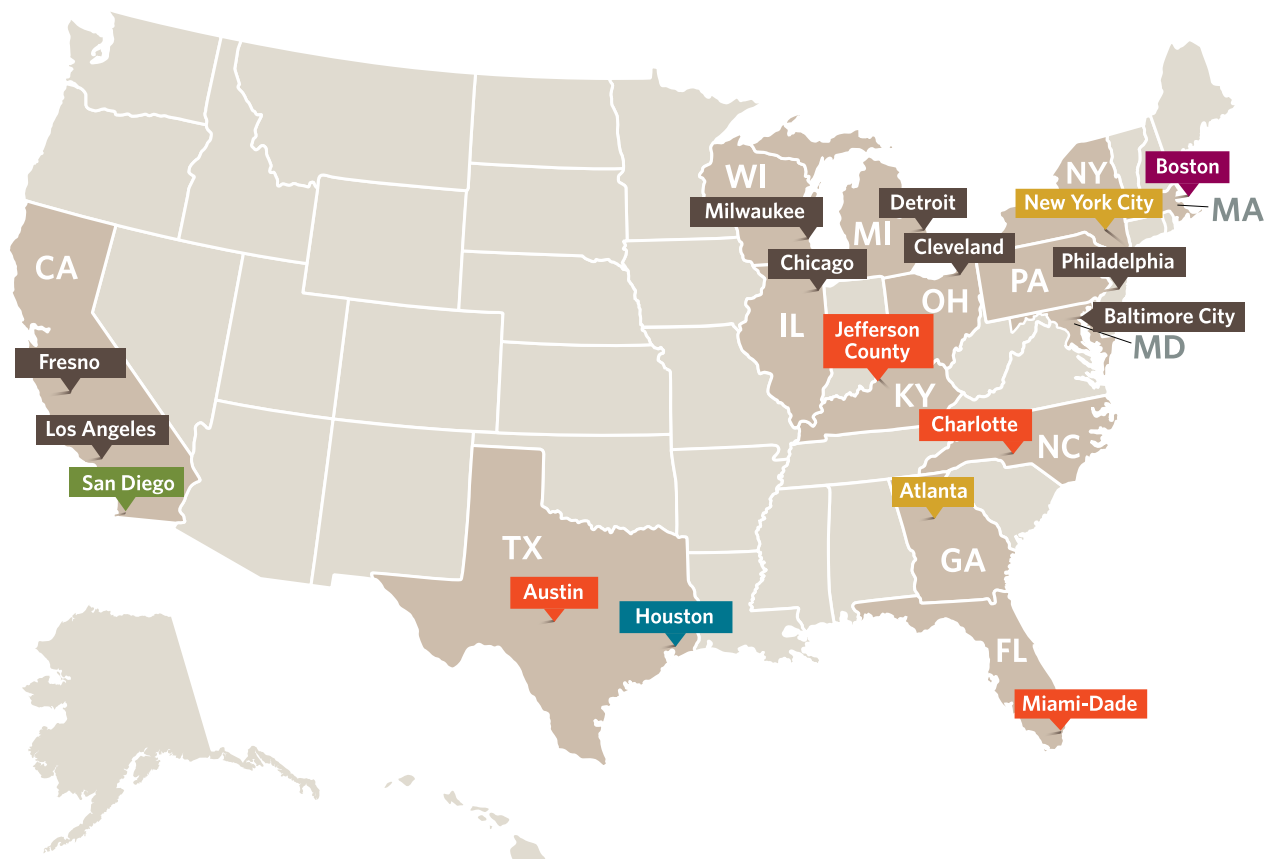 NY
Boston
WI
New York City
MA
Milwaukee
Detroit
MI
Cleveland
CA
Chicago
PA
Philadelphia
OH
IL
Baltimore City
Jefferson
County
MD
Fresno
KY
Los Angeles
Charlotte
NC
San Diego
Atlanta
TX
GA
Austin
Houston
FL
Miami-Dade